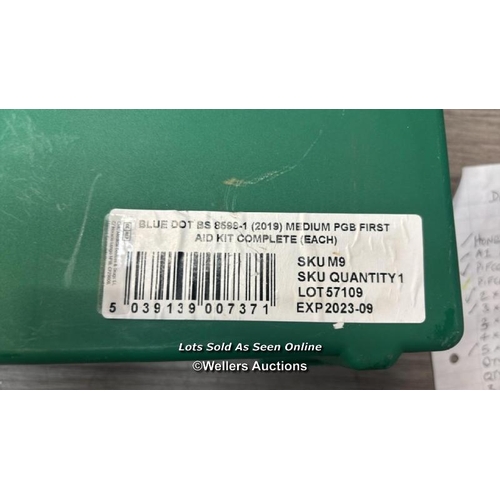 BLUE DOT BS 8599-1 (2019) MEDIUM PGB FIRST
AID KIT COMPLETE (EACH)
SKU M9
SKU QUANTITY 1
LOT 57109
EXP 2023-09
5 039139 007371
Lots Sold As Seen Online
©Wellers Auctions